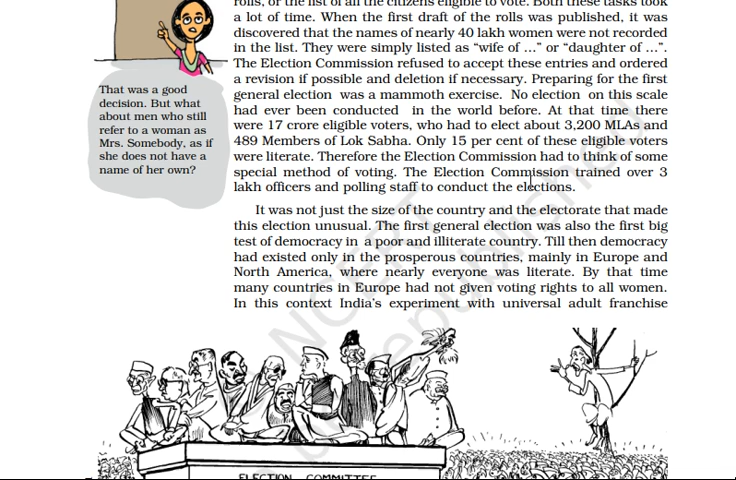 rolls, or the list of all the citizens eligible to vote. Both these tasks took
a lot of time. When the first draft of the rolls was published, it was
discovered that the names of nearly 40 lakh women were not recorded
in the list. They were simply listed as “wife of ...” or “daughter of ...”.
The Election Commission refused to accept these entries and ordered
a revision if possible and deletion if necessary. Preparing for the first
general election was a mammoth exercise. No election on this scale
had ever been conducted in the world before. At that time there
were 17 crore eligible voters, who had to elect about 3,200 MLAs and
489 Members of Lok Sabha. Only 15 per cent of these eligible voters
were literate. Therefore the Election Commission had to think of some
special method of voting. The Election Commission trained over 3
lakh officers and polling staff to conduct the elections.
That was a good
decision. But what
about men who still
refer to a woman as
Mrs. Somebody, as if
she does not have a
name of her own?
It was not just the size of the country and the electorate that made
this election unusual. The first general election was also the first big
test of democracy in a poor and illiterate country. Till then democracy
had existed only in the prosperous countries, mainly in Europe and
North America, where nearly everyone was literate. By that time
many countries in Europe had not given voting rights to all women.
In this context India’s experiment with universal adult franchise
ELECTION COMMITTEE
NCERT
republished